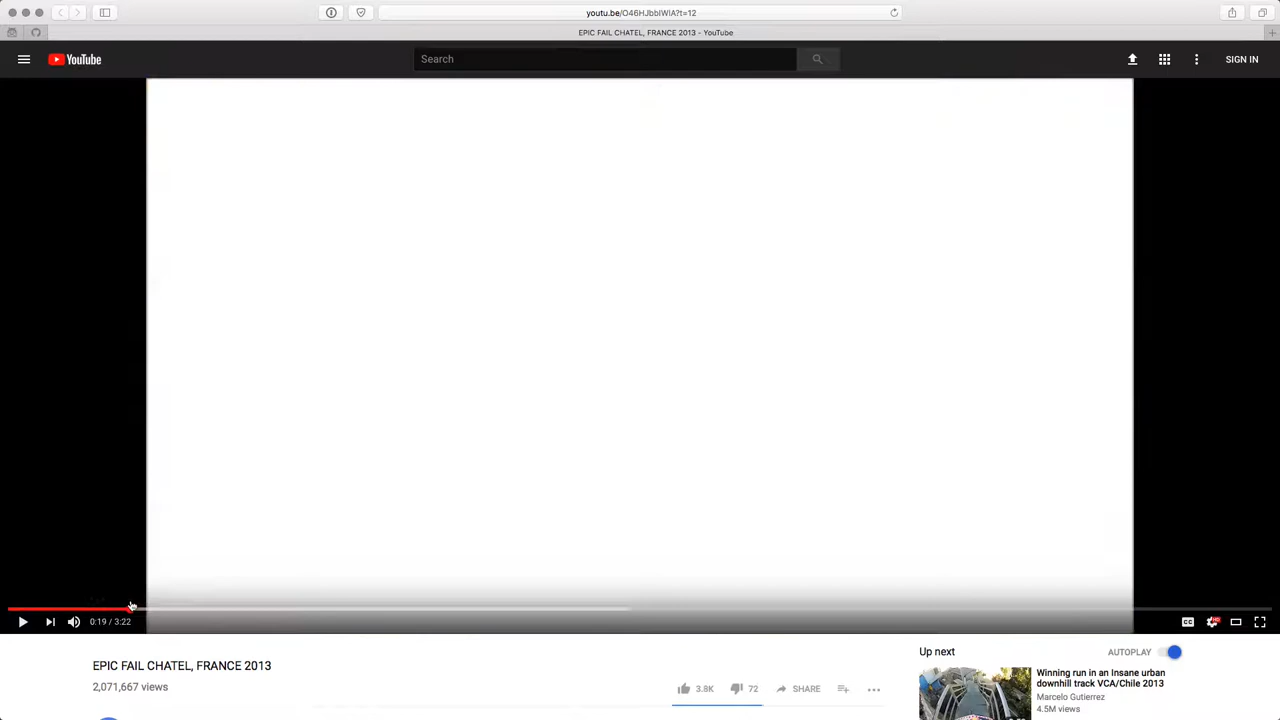 youtu.be/O46HJbbIWIA?t=12
EPIC FAIL CHATEL, FRANCE 2013 - YouTube
YouTube
Search
SIGN IN
0:19 / 3:22
CC
HD
EPIC FAIL CHATEL, FRANCE 2013
2,071,667 views
3.8K
72
SHARE
Up next
AUTOPLAY
Winning run in an Insane urban
downhill track VCA/Chile 2013
Marcelo Gutierrez
4.5M views